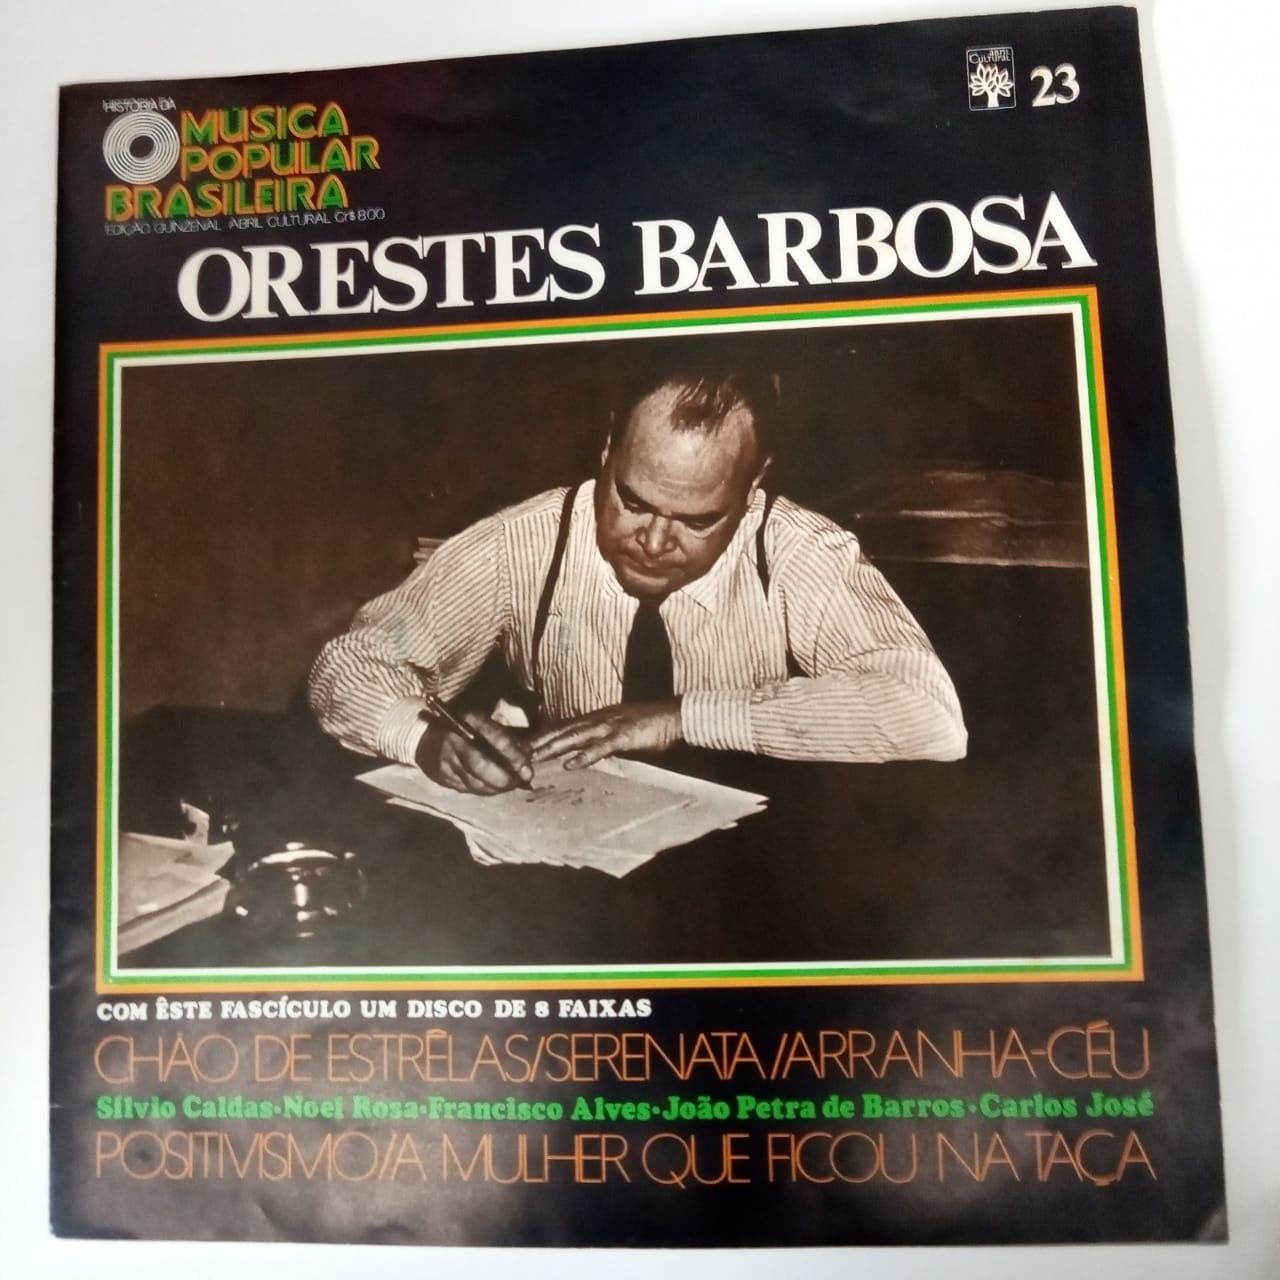 HISTÓRIA DA
MÚSICA
POPULAR
BRASILEIRA
EDIÇÃO QUINZENAL /ABRIL CULTURAL Cr$ 8,00
abril
Cultural
23
ORESTES BARBOSA
COM ÊSTE FASCÍCULO UM DISCO DE 8 FAIXAS
CHÃO DE ESTRÊLAS/SERENATA/ARRANHA-CÉU
Sílvio Caldas·Noel Rosa·Francisco Alves·João Petra de Barros·Carlos José
POSITIVISMO/A MULHER QUE FICOU NA TAÇA